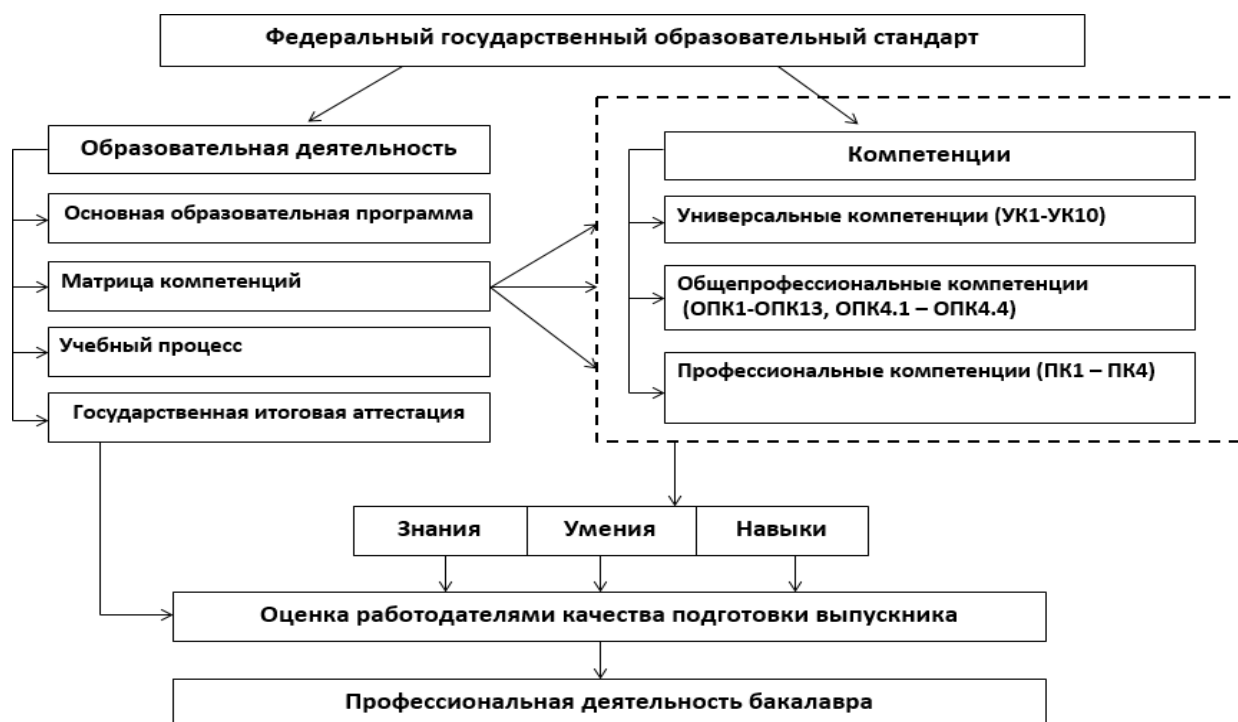 Федеральный государственный образовательный стандарт
Образовательная деятельность
Основная образовательная программа
Матрица компетенций
Учебный процесс
Государственная итоговая аттестация
Компетенции
Универсальные компетенции (УК1-УК10)
Общепрофессиональные компетенции
(ОПК1-ОПК13, ОПК4.1 – ОПК4.4)
Профессиональные компетенции (ПК1 – ПК4)
Знания
Умения
Навыки
Оценка работодателями качества подготовки выпускника
Профессиональная деятельность бакалавра